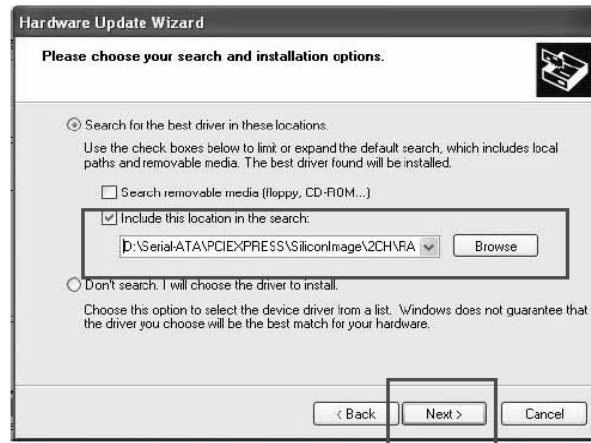 Hardware Update Wizard
Please choose your search and installation options.
Search for the best driver in these locations.
Use the check boxes below to limit or expand the default search, which includes local
paths and removable media. The best driver found will be installed.
Search removable media (floppy, CD-ROM...)
Include this location in the search:
D:\Serial-ATA\PCIEXPRESS\SiliconImage\2CH\RA
Browse
Don't search. I will choose the driver to install.
Choose this option to select the device driver from a list. Windows does not guarantee that
the driver you choose will be the best match for your hardware.
< Back
Next >
Cancel